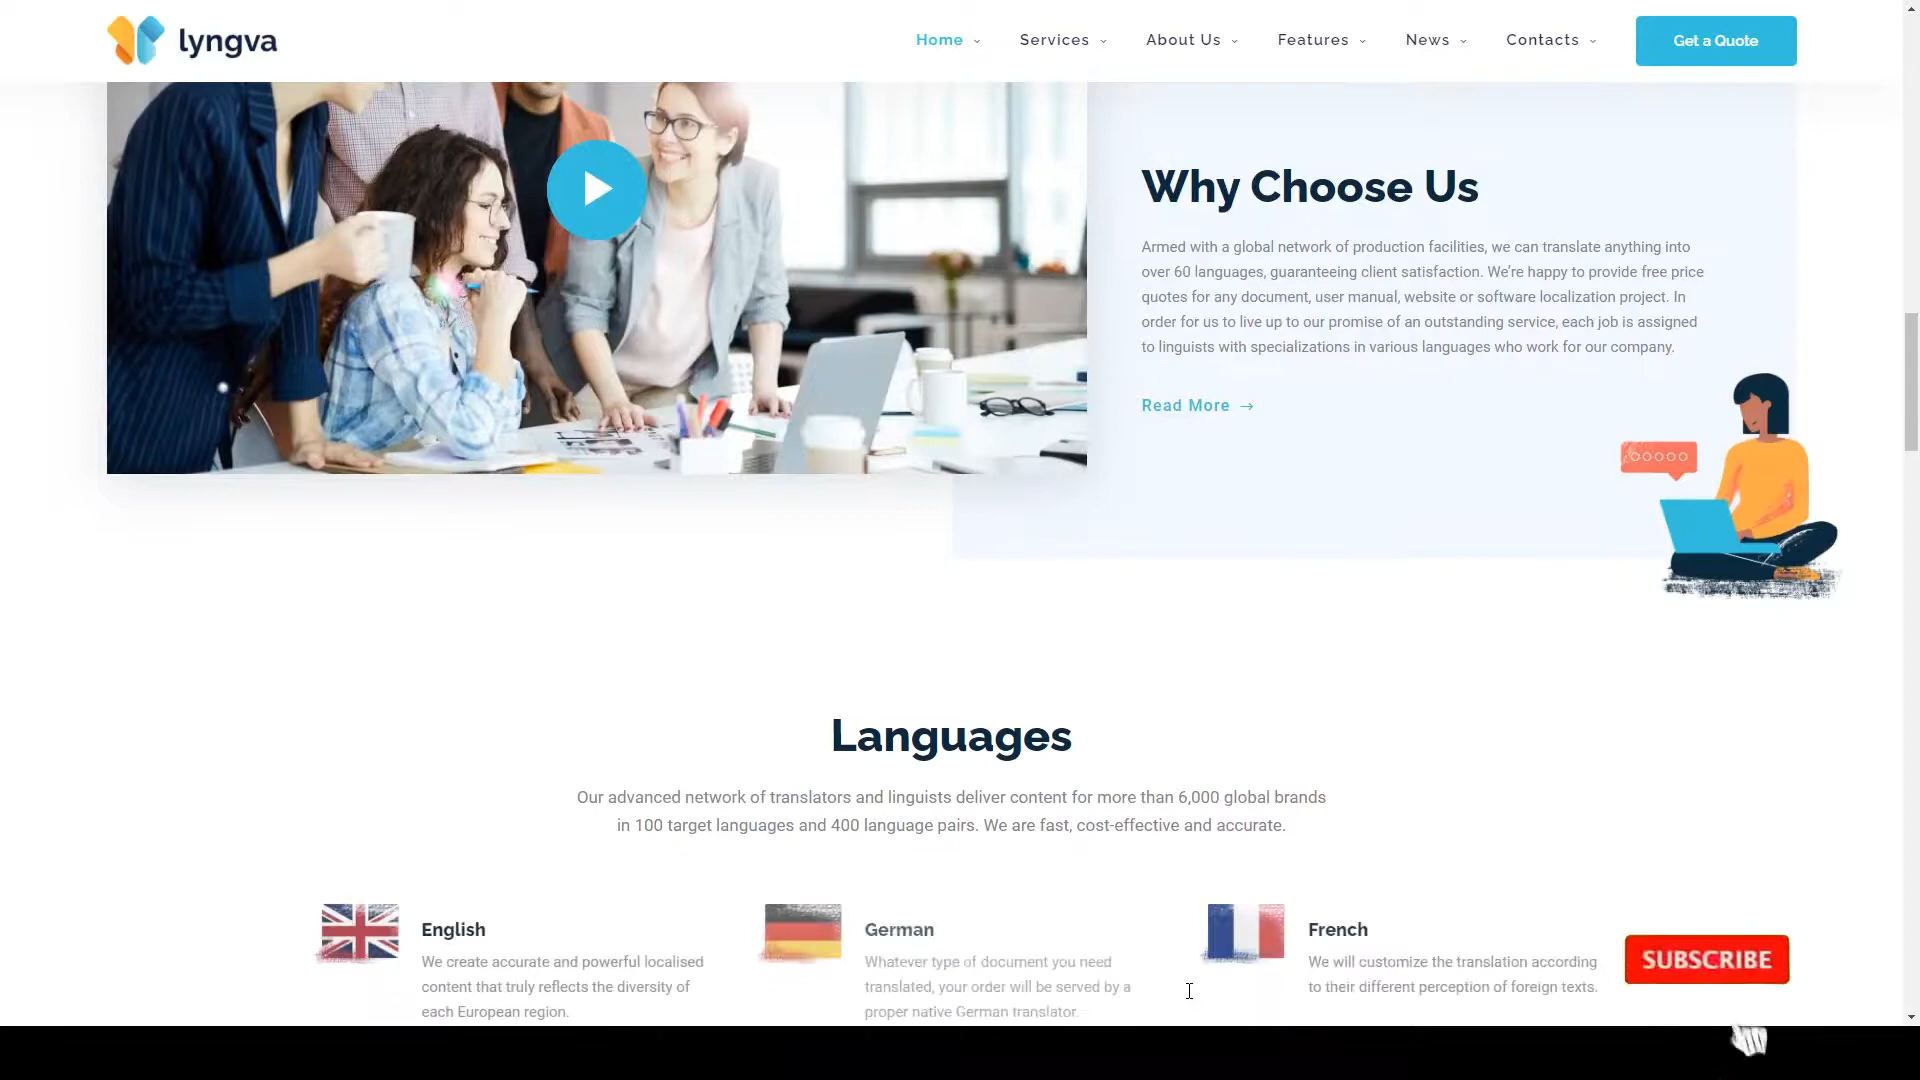 lyngva
Home
Services
About Us
Features
News
Contacts
Get a Quote
Why Choose Us
Armed with a global network of production facilities, we can translate anything into
over 60 languages, guaranteeing client satisfaction. We’re happy to provide free price
quotes for any document, user manual, website or software localization project. In
order for us to live up to our promise of an outstanding service, each job is assigned
to linguists with specializations in various languages who work for our company.
Read More →
Languages
Our advanced network of translators and linguists deliver content for more than 6,000 global brands
in 100 target languages and 400 language pairs. We are fast, cost-effective and accurate.
English
We create accurate and powerful localised
content that truly reflects the diversity of
each European region.
German
Whatever type of document you need
translated, your order will be served by a
proper native German translator.
French
We will customize the translation according
to their different perception of foreign texts.
SUBSCRIBE